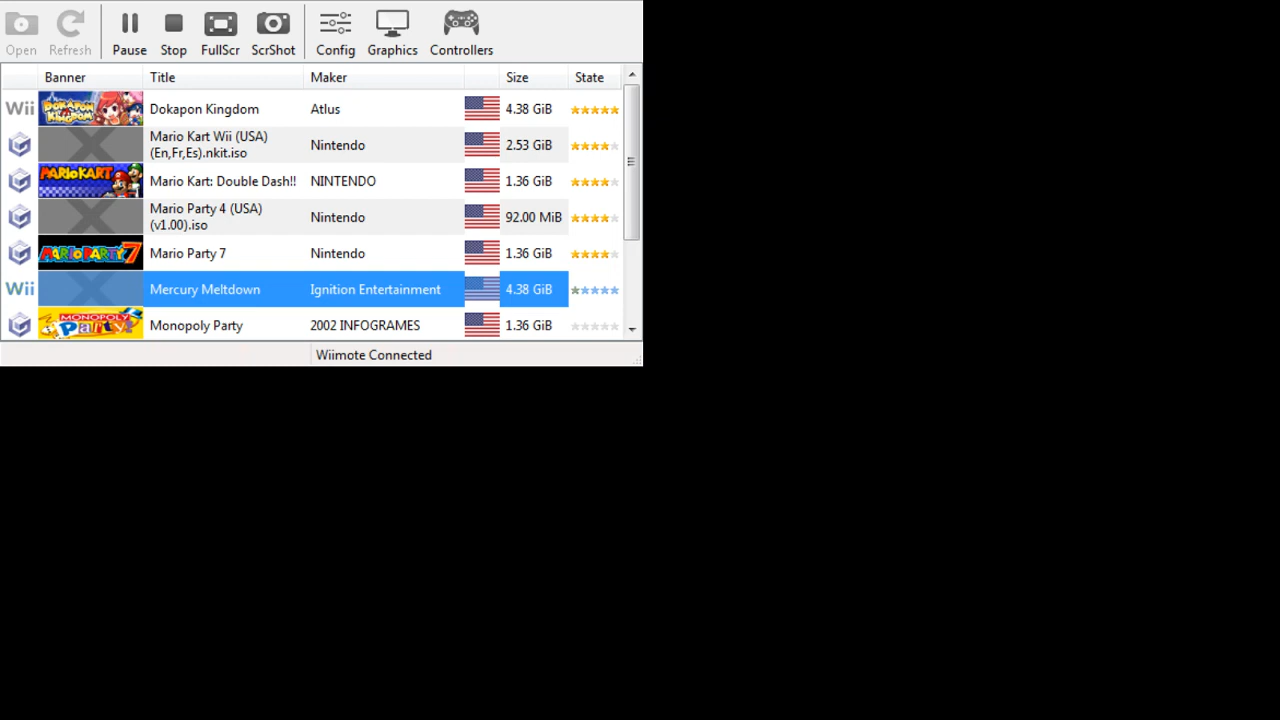 Open Refresh Pause Stop FullScr ScrShot Config Graphics Controllers
Banner Title Maker Size State
Wii DOKAPON KINGDOM Dokapon Kingdom Atlus 4.38 GiB
Mario Kart Wii (USA)
(En,Fr,Es).nkit.iso Nintendo 2.53 GiB
MARIOKART Mario Kart: Double Dash!! NINTENDO 1.36 GiB
Mario Party 4 (USA)
(v1.00).iso Nintendo 92.00 MiB
MARIO PARTY 7 Mario Party 7 Nintendo 1.36 GiB
Wii Mercury Meltdown Ignition Entertainment 4.38 GiB
MONOPOLY Party Monopoly Party 2002 INFOGRAMES 1.36 GiB
Wiimote Connected